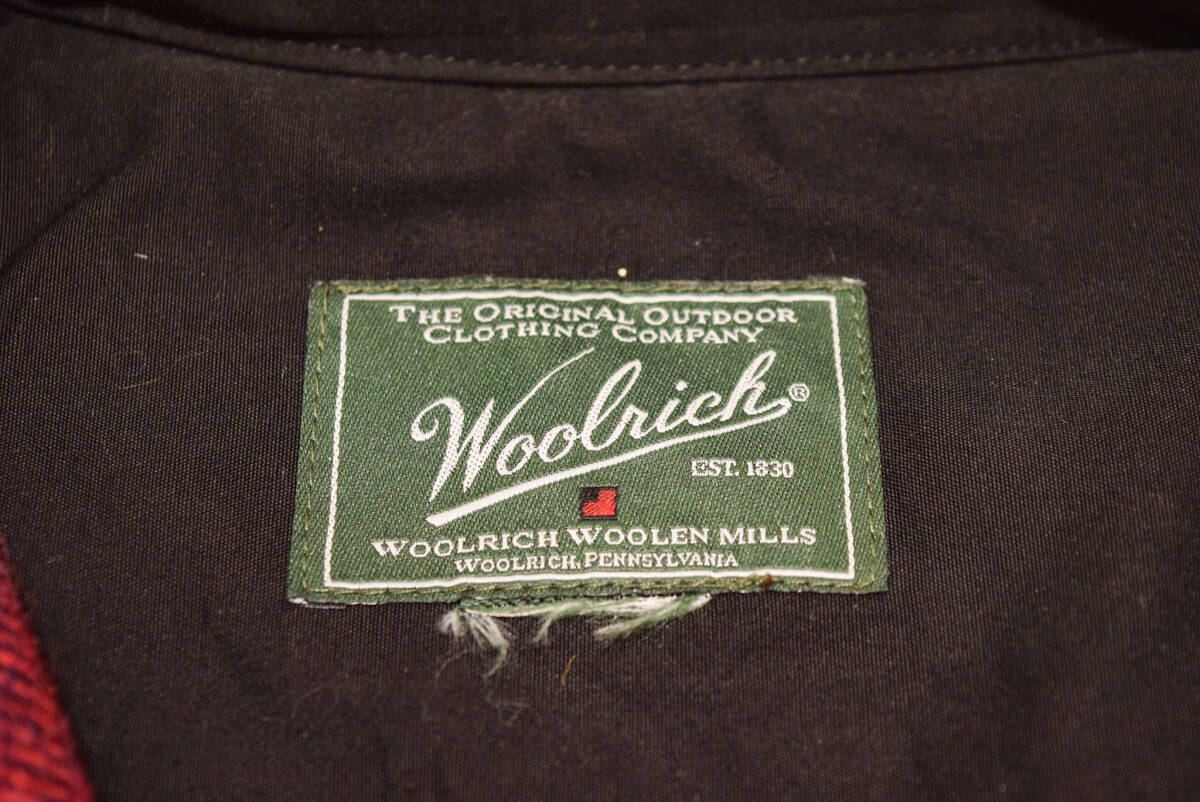 THE ORIGINAL OUTDOOR
CLOTHING COMPANY
Woolrich®
EST. 1830
WOOLRICH WOOLEN MILLS
WOOLRICH, PENNSYLVANIA